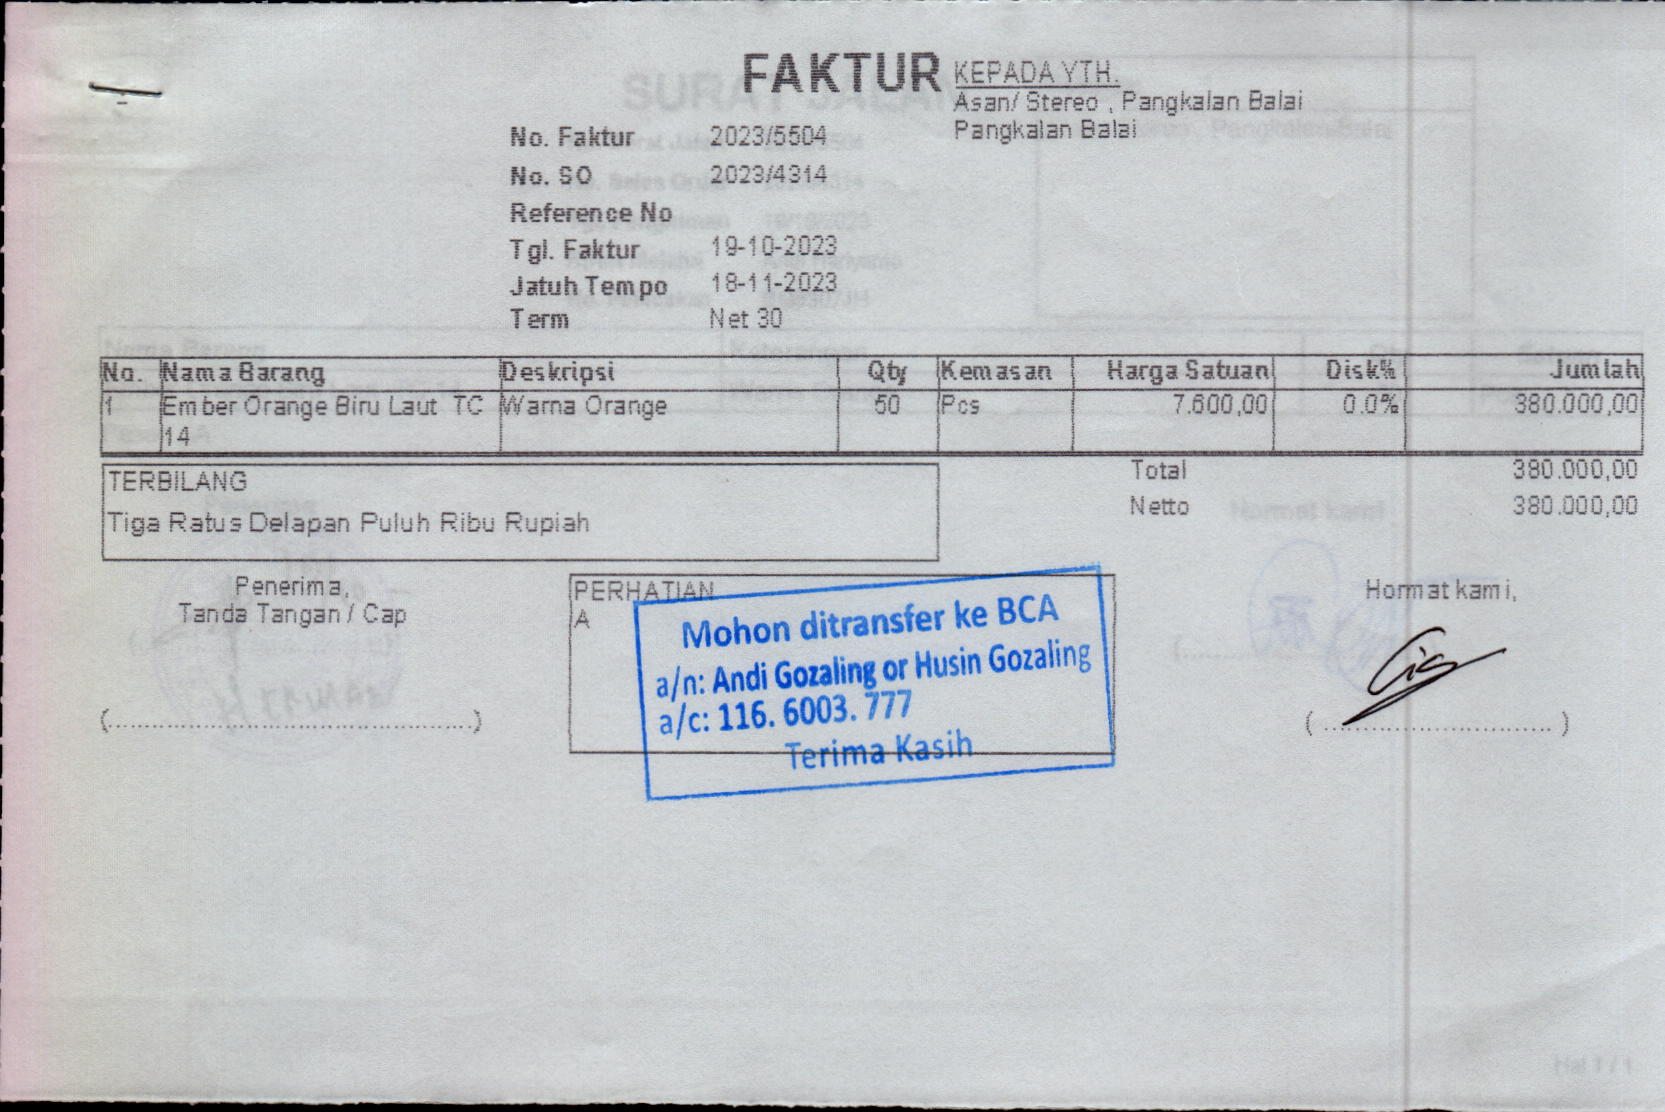 FAKTUR
KEPADA YTH.
Asan/ Stereo , Pangkalan Balai
Pangkalan Balai
No. Faktur 2023/5504
No. SO 2023/4314
Reference No
Tgl. Faktur 19-10-2023
Jatuh Tempo 18-11-2023
Term Net 30
No. Nama Barang Deskripsi Qty Kemasan Harga Satuan Disk% Jumlah
1 Ember Orange Biru Laut TC Warna Orange 50 Pcs 7.600,00 0.0% 380.000,00
14
TERBILANG
Tiga Ratus Delapan Puluh Ribu Rupiah
Total 380.000,00
Netto 380.000,00
Penerima,
Tanda Tangan / Cap
(................................................)
PERHATIAN
A
Mohon ditransfer ke BCA
a/n: Andi Gozaling or Husin Gozaling
a/c: 116. 6003. 777
Terima Kasih
Hormat kami,
(..............................)